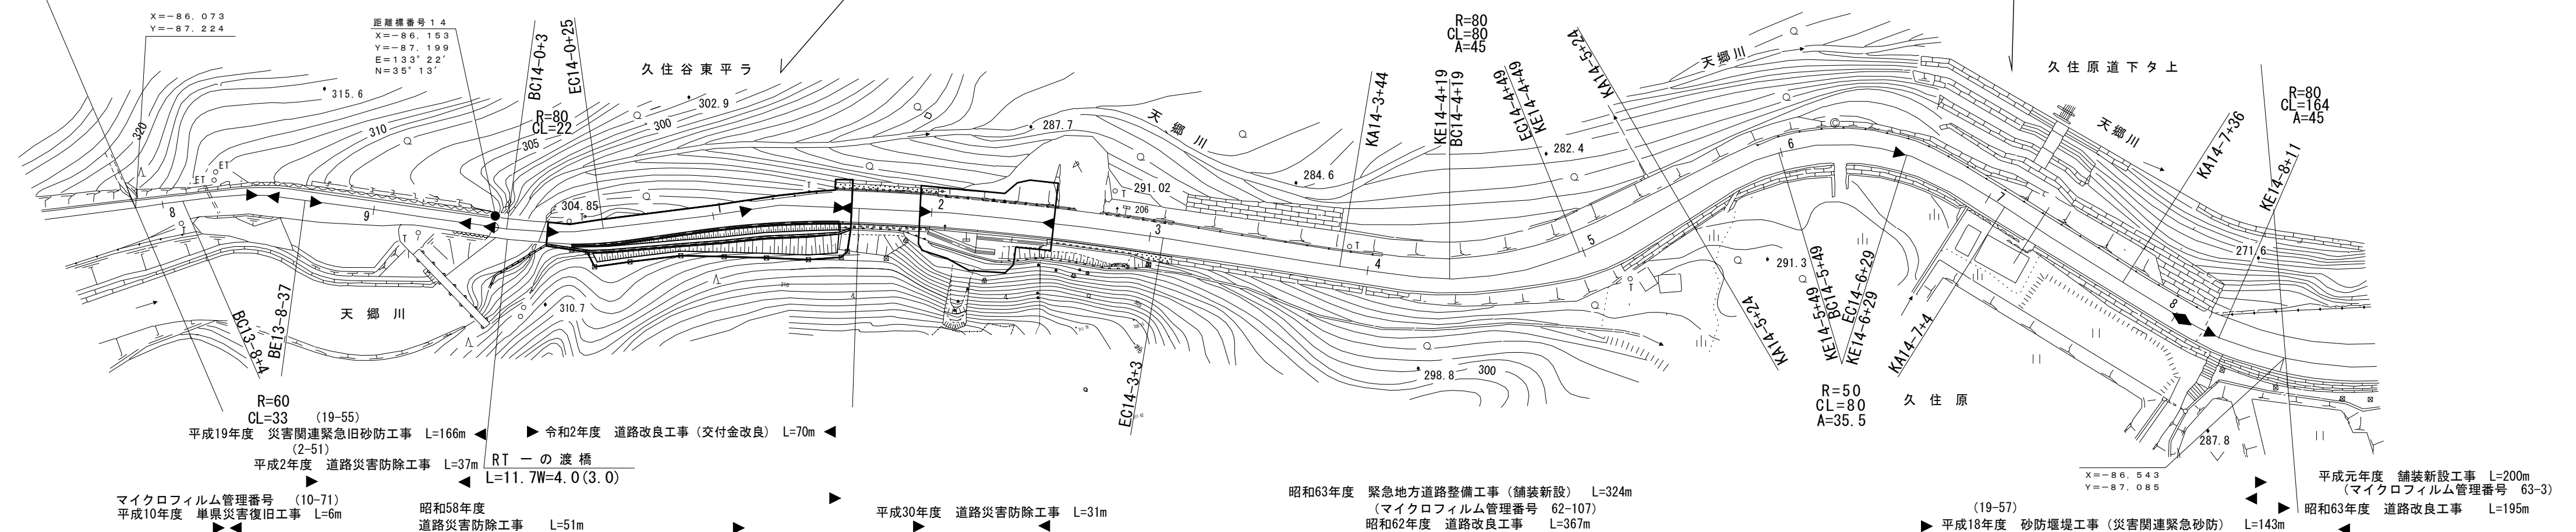 X=-86,073
Y=-87,224
距離標番号14
X=-86,153
Y=-87,199
E=133°22′
N=35°13′
BC14-0+3
EC14-0+25
R=80
CL=22
久住谷東平ラ
315.6
320
310
305
300
302.9
ET
ET
8
9
304.85
T
1
T
2
287.7
天郷川
291.02
T
206
3
284.6
T
4
KA14-3+44
R=80
CL=80
A=45
KE14-4+19
BC14-4+19
EC14-4+49
KE14-4+49
KA14-5+24
282.4
天郷川
5
6
久住原道下タ上
天郷川
7
8
KA14-7+36
R=80
CL=164
A=45
KE14-8+11
271.6
BC13-8+4
BE13-8-37
天郷川
T
310.7
310
EC14-3+3
298.8
300
291.3
T
KA14-5+24
KE14-5+49
BC14-5+49
EC14-6+29
KE14-6+29
KA14-7+4
R=50
CL=80
A=35.5
久住原
287.8
X=-86,543
Y=-87,085
R=60
CL=33
(19-55)
平成19年度 災害関連緊急旧砂防工事 L=166m
(2-51)
平成2年度 道路災害防除工事 L=37m
令和2年度 道路改良工事(交付金改良) L=70m
RT 一の渡橋
L=11.7W=4.0(3.0)
マイクロフィルム管理番号 (10-71)
平成10年度 単県災害復旧工事 L=6m
昭和58年度
道路災害防除工事 L=51m
平成30年度 道路災害防除工事 L=31m
昭和63年度 緊急地方道路整備工事(舗装新設) L=324m
(マイクロフィルム管理番号 62-107)
昭和62年度 道路改良工事 L=367m
(19-57)
平成18年度 砂防堰堤工事(災害関連緊急砂防) L=143m
平成元年度 舗装新設工事 L=200m
(マイクロフィルム管理番号 63-3)
昭和63年度 道路改良工事 L=195m